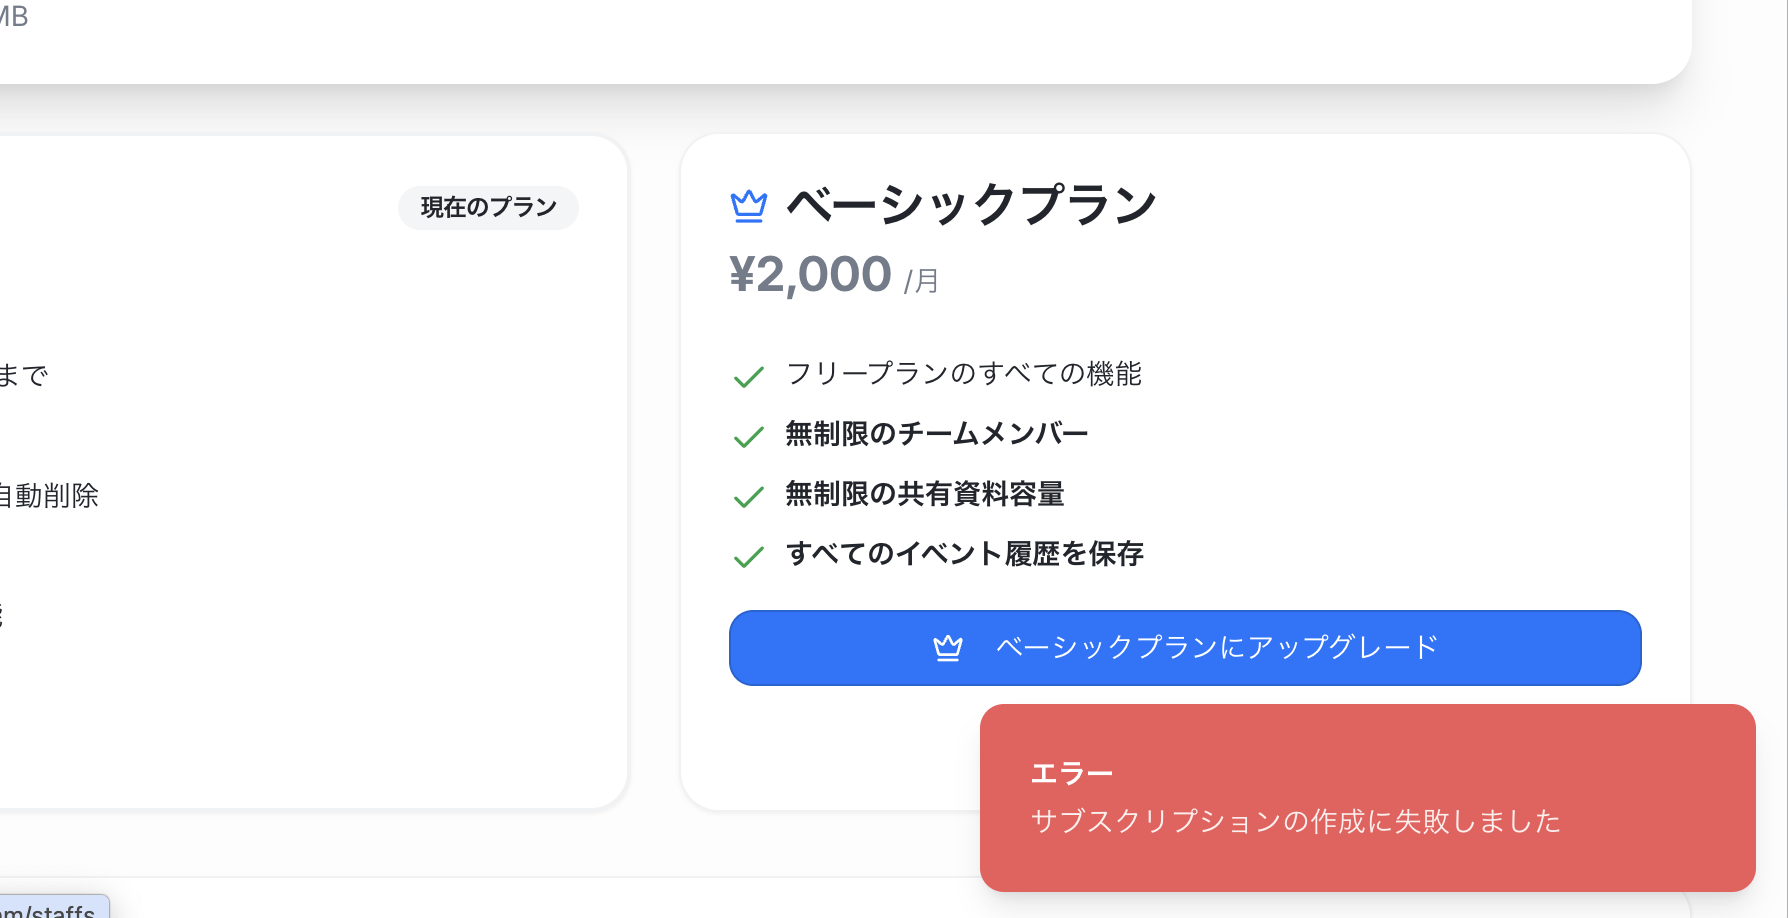 MB
現在のプラン
まで
自動削除
ベーシックプラン
¥2,000 /月
フリープランのすべての機能
無制限のチームメンバー
無制限の共有資料容量
すべてのイベント履歴を保存
ベーシックプランにアップグレード
エラー
サブスクリプションの作成に失敗しました
am/staffs